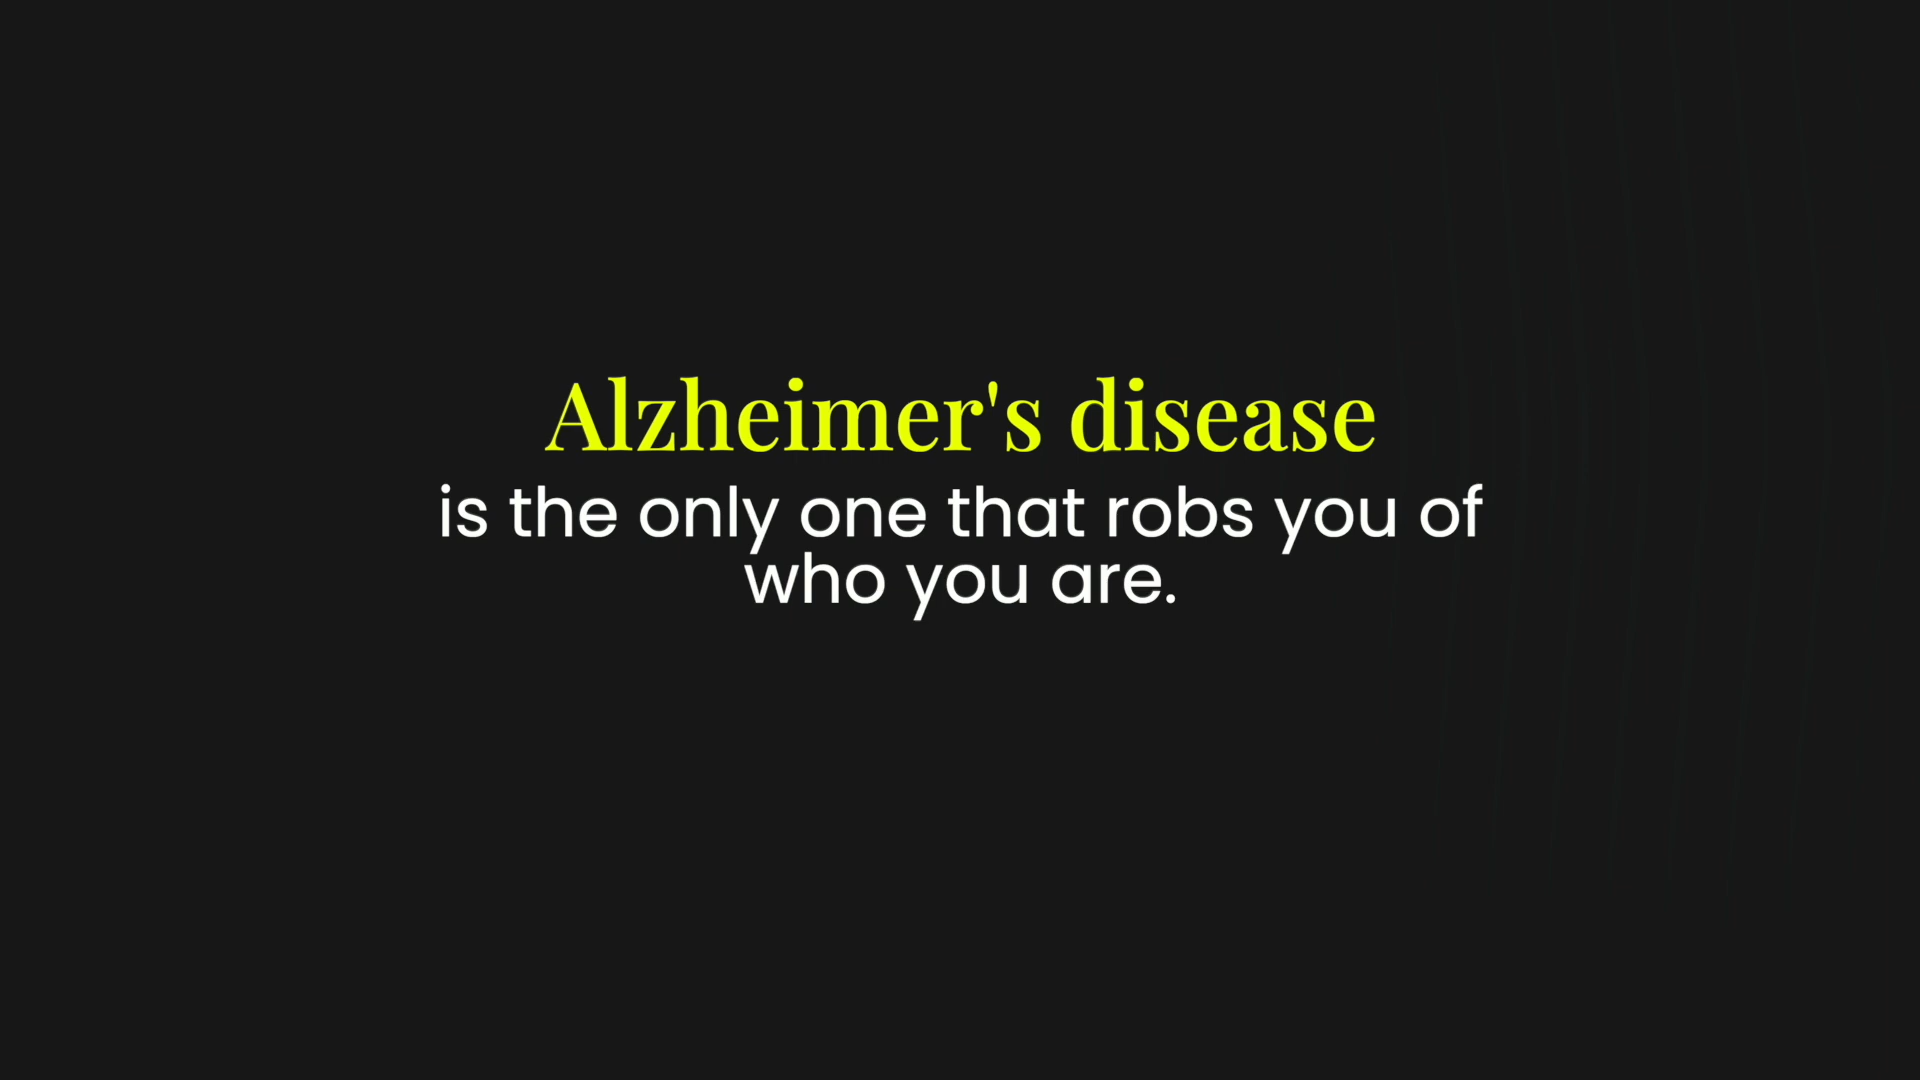 Alzheimer's disease
is the only one that robs you of
who you are.